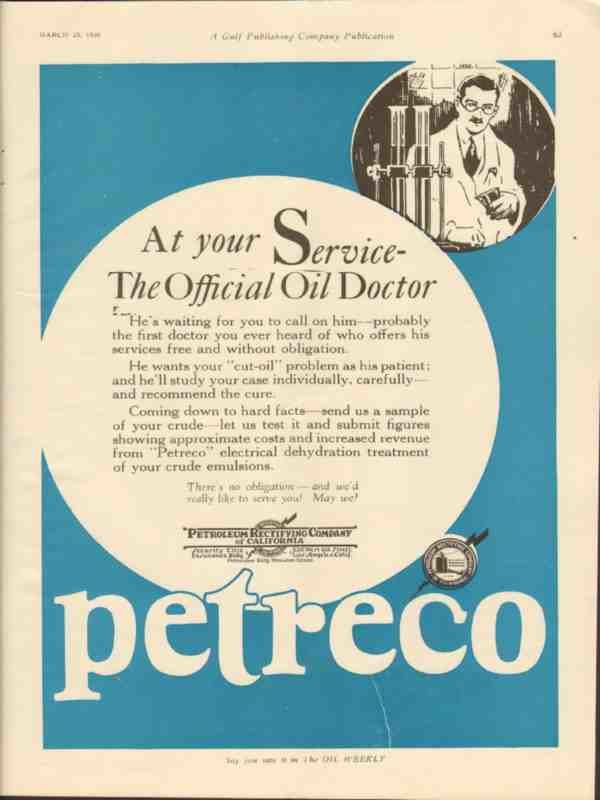 A Gulf Publishing Company Publication
At your Service-
The Official Oil Doctor
He's waiting for you to call on him—probably
the first doctor you ever heard of who offers his
services free and without obligation.
He wants your "cut-oil" problem as his patient;
and he'll study your case individually, carefully—
and recommend the cure.
Coming down to hard facts—send us a sample
of your crude—let us test it and submit figures
showing approximate costs and increased revenue
from "Petreco" electrical dehydration treatment
of your crude emulsions.
There's no obligation—and we'd
really like to serve you! May we?
PETROLEUM RECTIFYING COMPANY
of CALIFORNIA
petreco
Say you saw it in The OIL WEEKLY